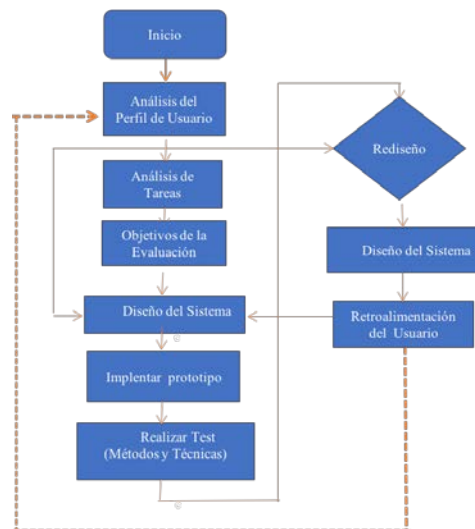 Inicio
Análisis del
Perfil de Usuario
Análisis de
Tareas
Objetivos de la
Evaluación
Diseño del Sistema
Implentar prototipo
Realizar Test
(Métodos y Técnicas)
Rediseño
Diseño del Sistema
Retroalimentación
del Usuario